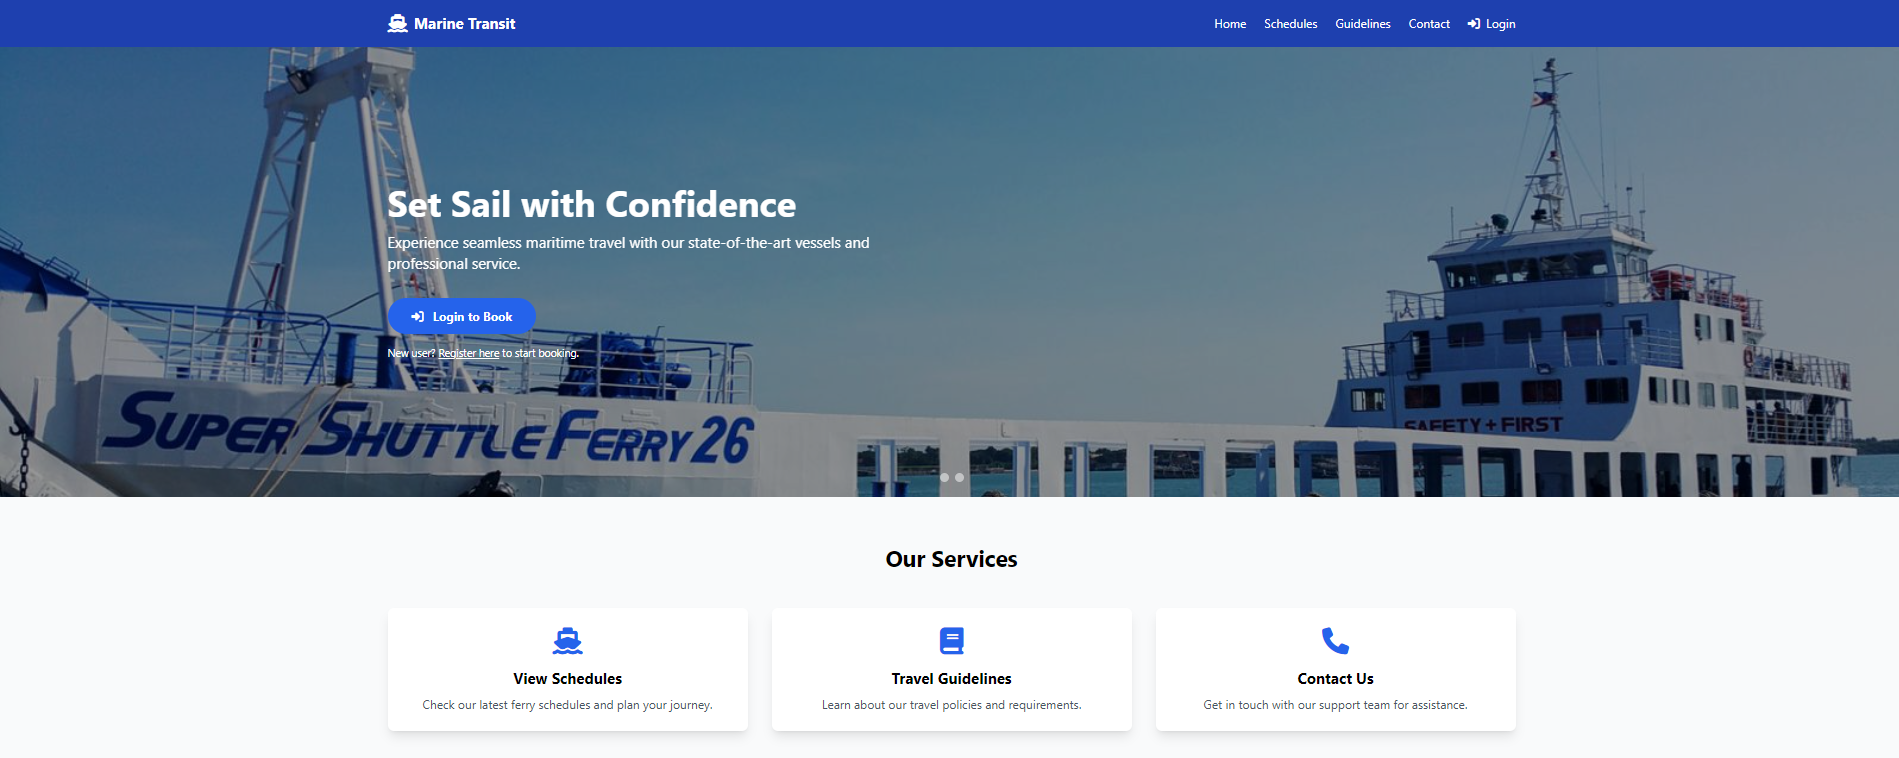 Marine Transit
Home Schedules Guidelines Contact Login
Set Sail with Confidence
Experience seamless maritime travel with our state-of-the-art vessels and
professional service.
Login to Book
New user? Register here to start booking.
SUPER SHUTTLE FERRY 26
SAFETY + FIRST
Our Services
View Schedules
Check our latest ferry schedules and plan your journey.
Travel Guidelines
Learn about our travel policies and requirements.
Contact Us
Get in touch with our support team for assistance.